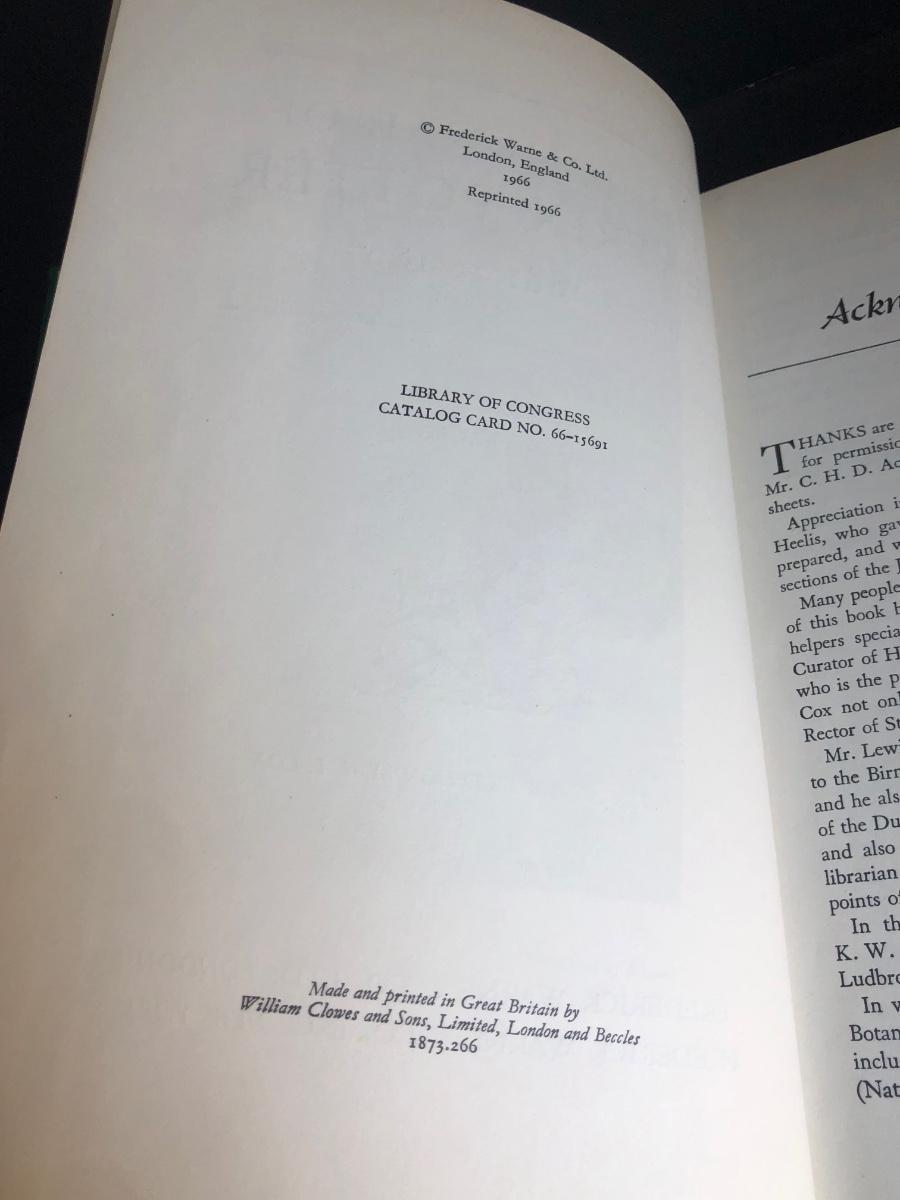 © Frederick Warne & Co. Ltd.
London, England
1966
Reprinted 1966
LIBRARY OF CONGRESS
CATALOG CARD NO. 66–15691
Made and printed in Great Britain by
William Clowes and Sons, Limited, London and Beccles
1873.266
Ackn
THANKS are
for permissio
Mr. C. H. D. Ac
sheets.
Appreciation i
Heelis, who gav
prepared, and w
sections of the J
Many people
of this book b
helpers specia
Curator of H
who is the p
Cox not onl
Rector of St
Mr. Lewi
to the Birm
and he als
of the Du
and also
librarian
points of
In th
K. W.
Ludbro
In v
Botan
inclu
(Nat